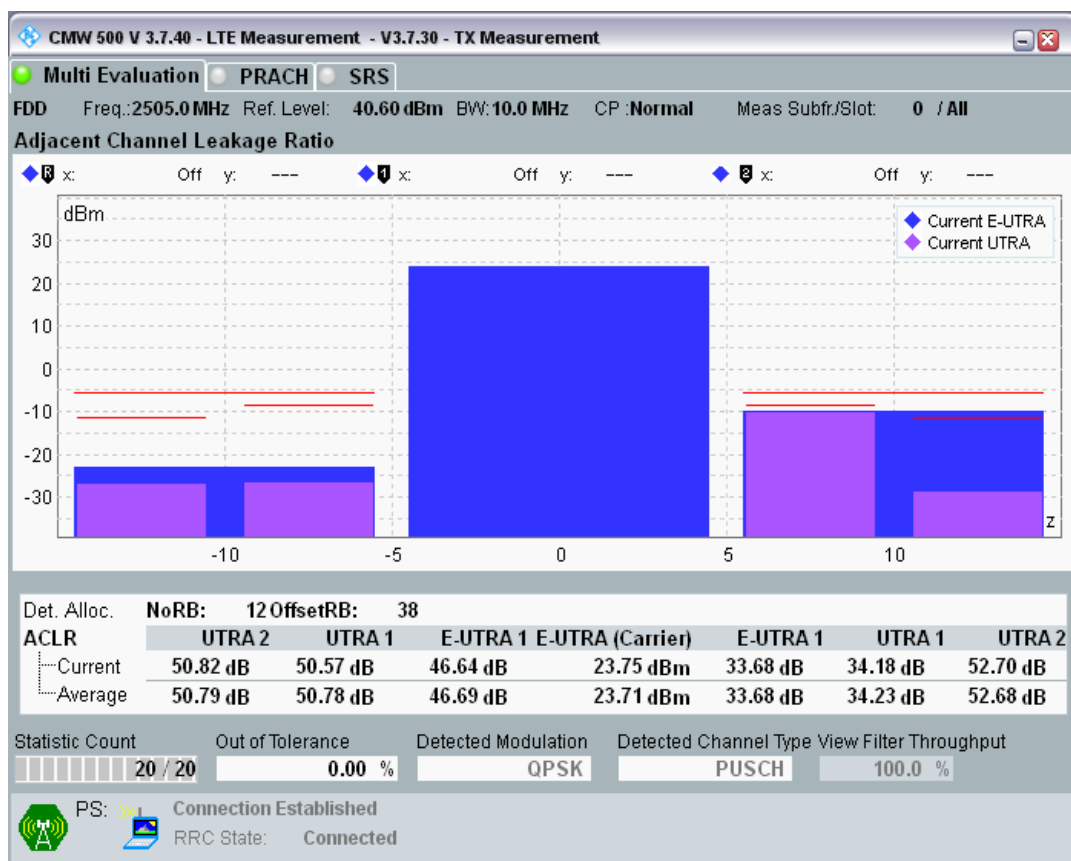 CMW 500 V 3.7.40 - LTE Measurement - V3.7.30 - TX Measurement
Multi Evaluation PRACH SRS
FDD Freq.:2505.0 MHz Ref. Level: 40.60 dBm BW:10.0 MHz CP :Normal Meas Subfr./Slot: 0 / All
Adjacent Channel Leakage Ratio
R x: Off y: --- 1 x: Off y: --- 2 x: Off y: ---
dBm
Current E-UTRA
Current UTRA
30
20
10
0
-10
-20
-30
z
-10 -5 0 5 10
Det. Alloc. NoRB: 12 OffsetRB: 38
ACLR UTRA 2 UTRA 1 E-UTRA 1 E-UTRA (Carrier) E-UTRA 1 UTRA 1 UTRA 2
Current 50.82 dB 50.57 dB 46.64 dB 23.75 dBm 33.68 dB 34.18 dB 52.70 dB
Average 50.79 dB 50.78 dB 46.69 dB 23.71 dBm 33.68 dB 34.23 dB 52.68 dB
Statistic Count Out of Tolerance Detected Modulation Detected Channel Type View Filter Throughput
20 / 20 0.00 % QPSK PUSCH 100.0 %
PS: Connection Established
RRC State: Connected